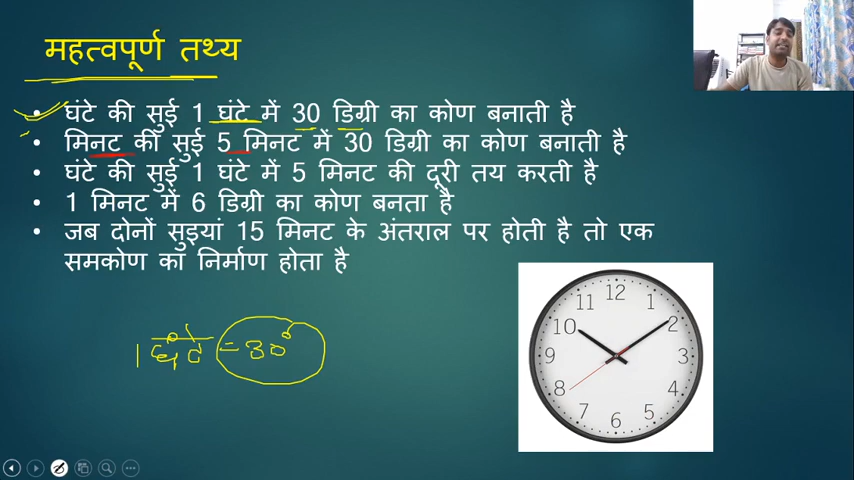 महत्वपूर्ण तथ्य
• घंटे की सुई 1 घंटे में 30 डिग्री का कोण बनाती है
• मिनट की सुई 5 मिनट में 30 डिग्री का कोण बनाती है
• घंटे की सुई 1 घंटे में 5 मिनट की दूरी तय करती है
• 1 मिनट में 6 डिग्री का कोण बनता है
• जब दोनों सुइयां 15 मिनट के अंतराल पर होती है तो एक
समकोण का निर्माण होता है
1 घंटे = 30°
12
11 1
10 2
9 3
8 4
7 5
6